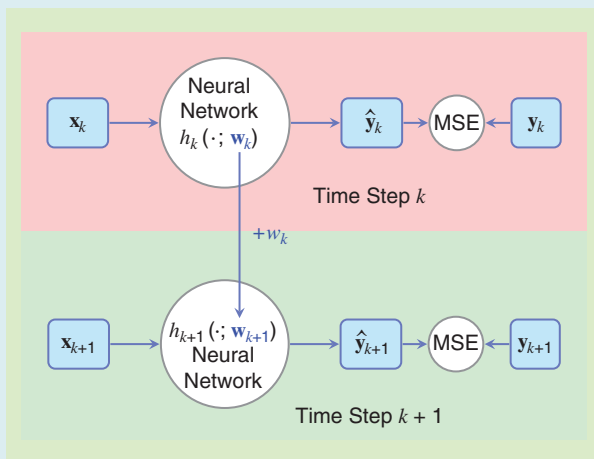 Neural
Network
x_k
h_k (·; w_k)
ŷ_k
MSE
y_k
Time Step k
+w_k
h_{k+1} (·; w_{k+1})
x_{k+1}
Neural
Network
ŷ_{k+1}
MSE
y_{k+1}
Time Step k + 1